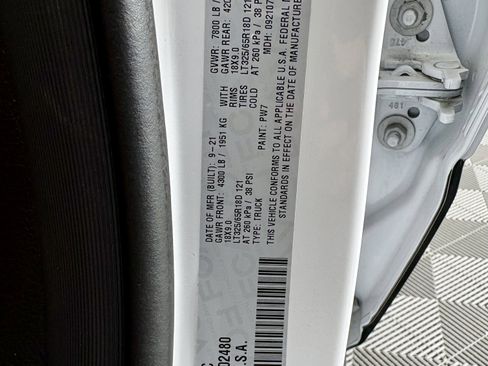 DATE OF MFR (BUILT): 9-21
GVWR: 7800 LB /
GAWR FRONT: 4300 LB / 1951 KG WITH
GAWR REAR: 420
18X9.0 RIMS
18X9.0
LT325/65R18D 121 TIRES
LT325/65R18D 121
AT 260 kPa / 38 PSI COLD
AT 260 kPa / 38 PSI
TYPE: TRUCK PAINT: PW7 MDH: 09210
THIS VEHICLE CONFORMS TO ALL APPLICABLE U.S.A. FEDERAL M
STANDARDS IN EFFECT ON THE DATE OF MANUFACTURE
02480
.S.A.
481